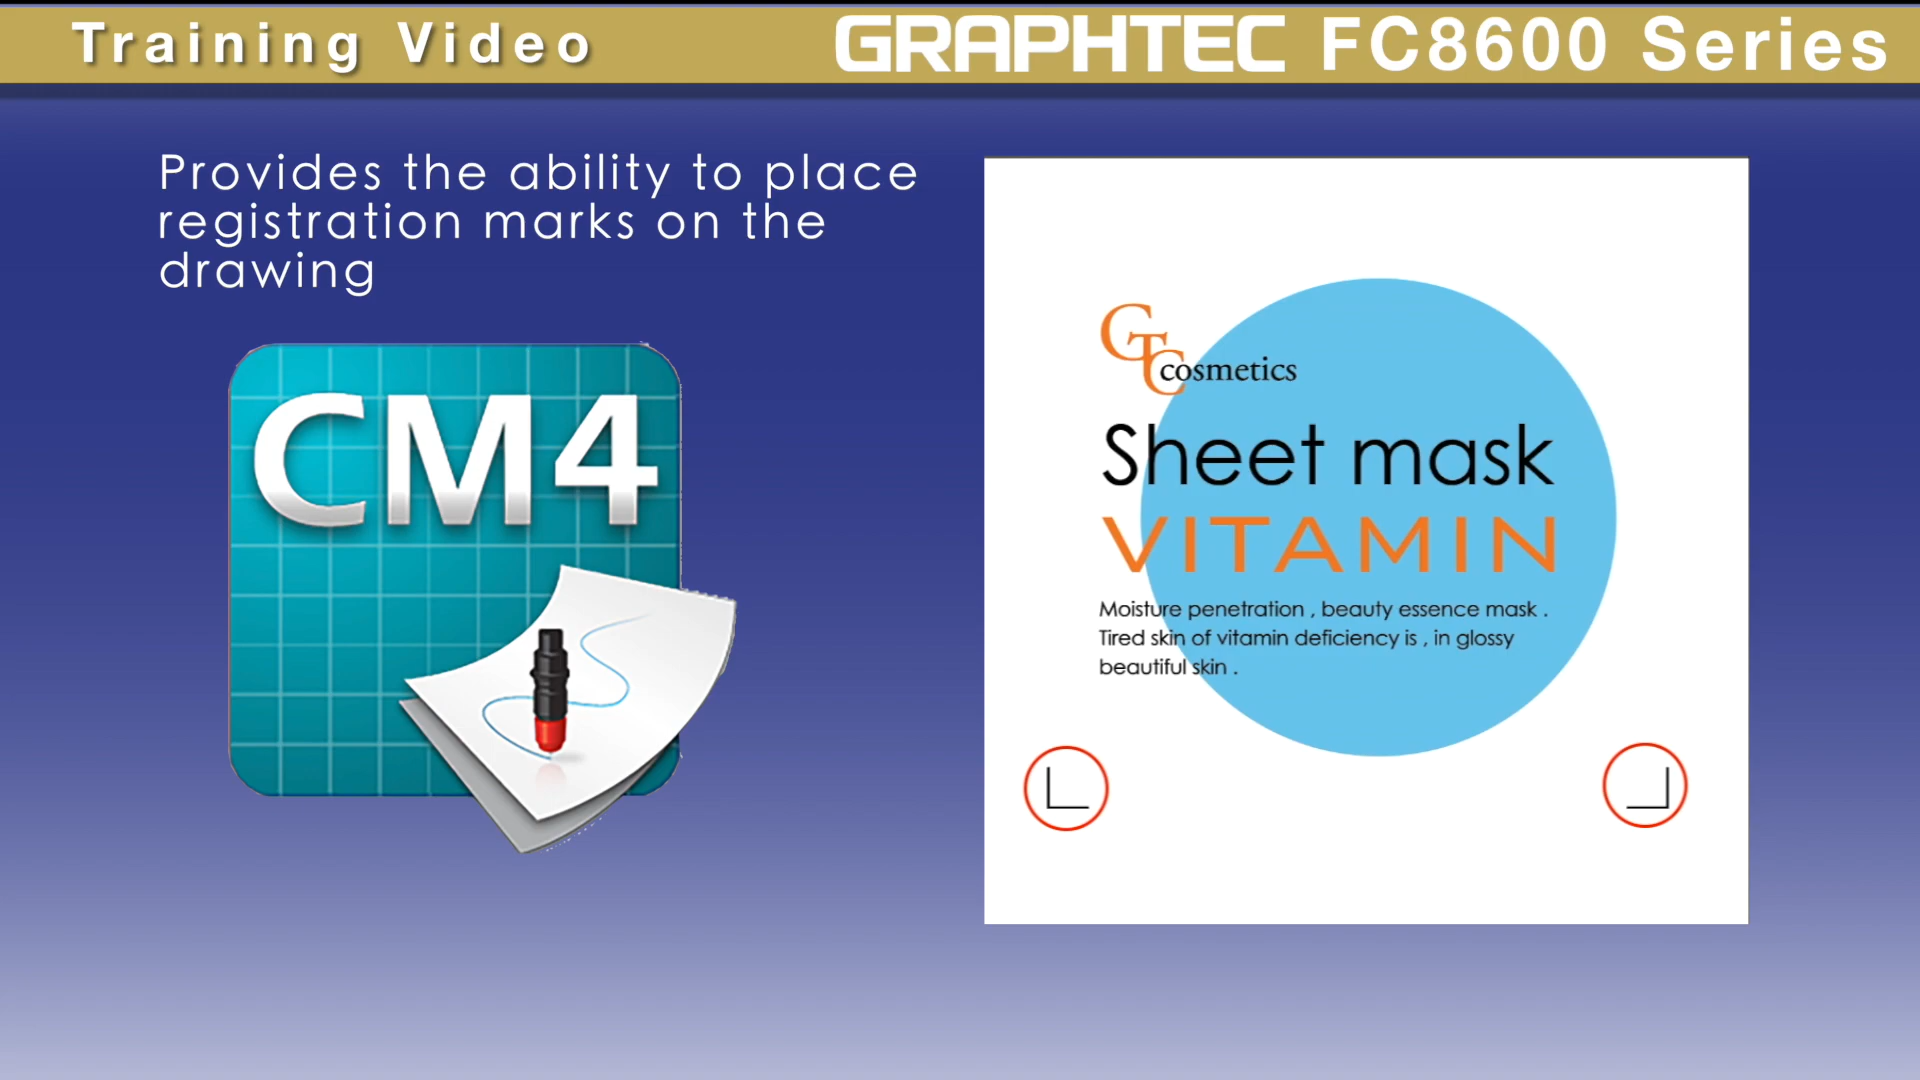 Training Video
GRAPHTEC FC8600 Series
Provides the ability to place
registration marks on the
drawing
CM4
GTC
cosmetics
Sheet mask
VITAMIN
Moisture penetration , beauty essence mask .
Tired skin of vitamin deficiency is , in glossy
beautiful skin .